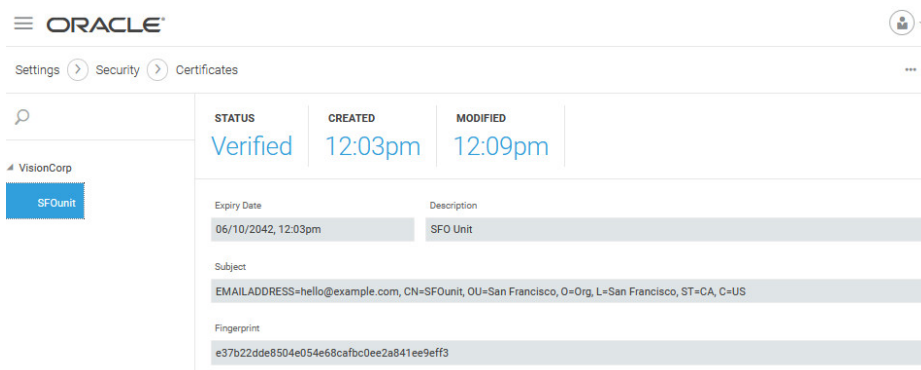 ORACLE
Settings Security Certificates
VisionCorp
SFOunit
STATUS CREATED MODIFIED
Verified 12:03pm 12:09pm
Expiry Date Description
06/10/2042, 12:03pm SFO Unit
Subject
EMAILADDRESS=hello@example.com, CN=SFOunit, OU=San Francisco, O=Org, L=San Francisco, ST=CA, C=US
Fingerprint
e37b22dde8504e054e68cafbc0ee2a841ee9eff3